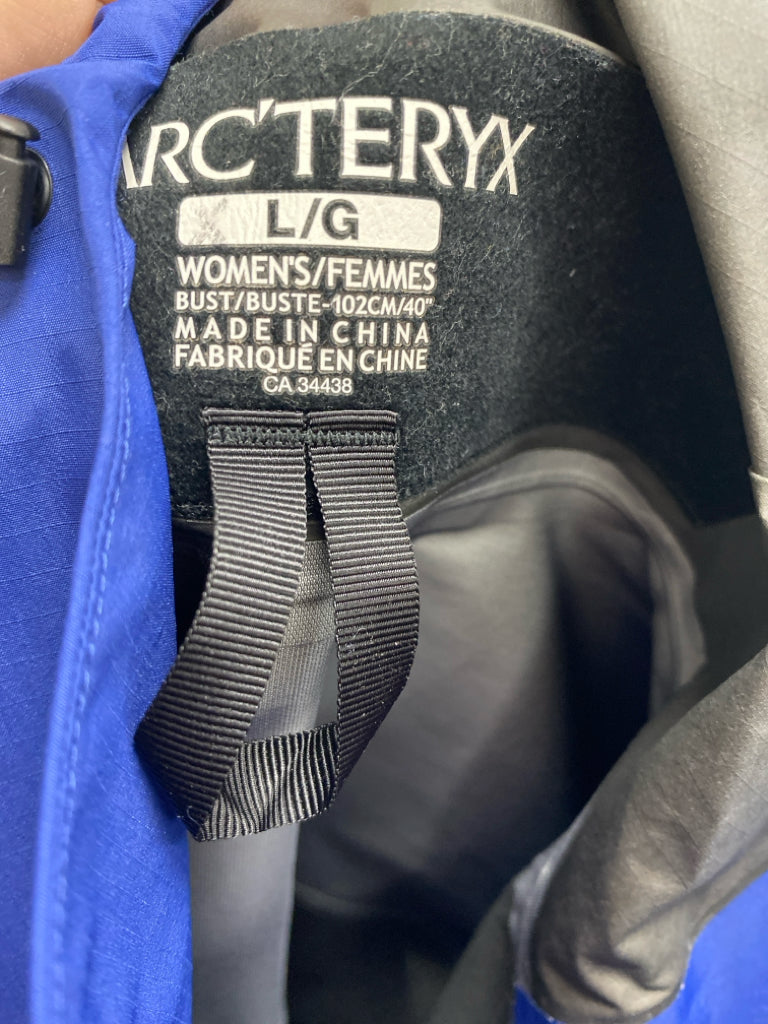 ARC'TERYX
L/G
WOMEN'S/FEMMES
BUST/BUSTE-102CM/40"
MADE IN CHINA
FABRIQUÉ EN CHINE
CA 34438